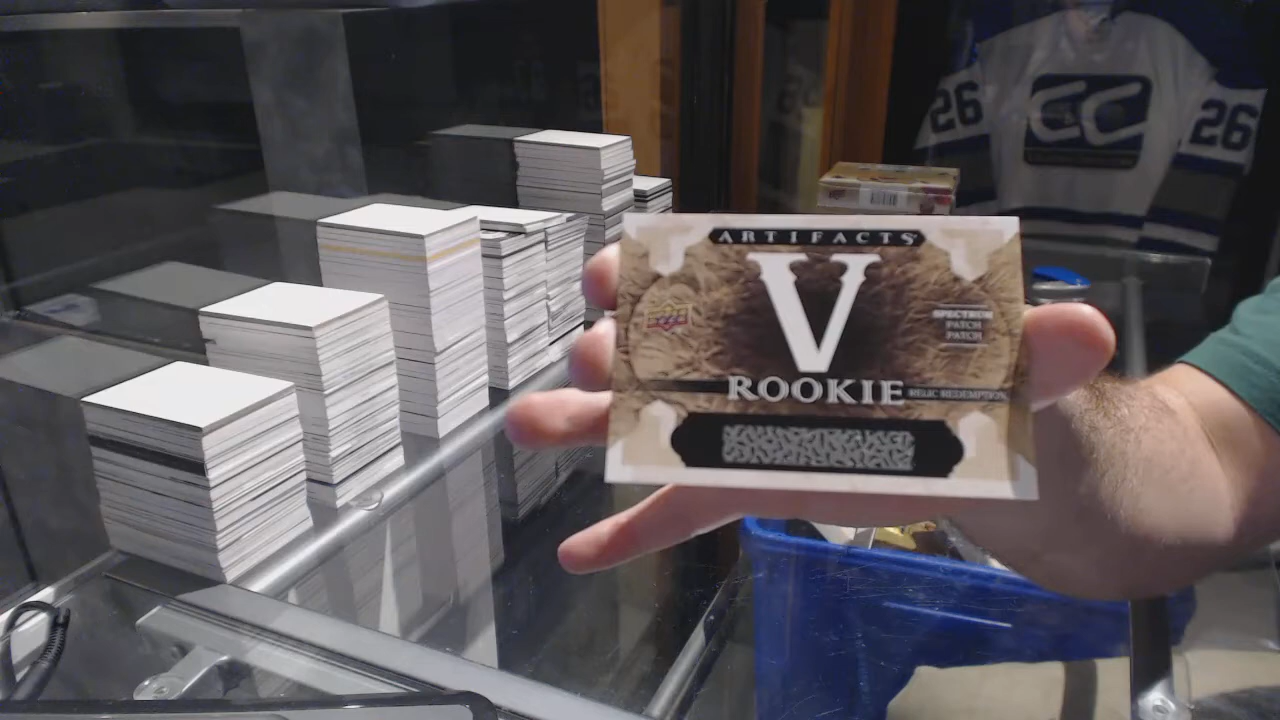 26
CC
26
ARTIFACTS
V
SPECTRUM
PATCH
PATCH
ROOKIE
RELIC REDEMPTION